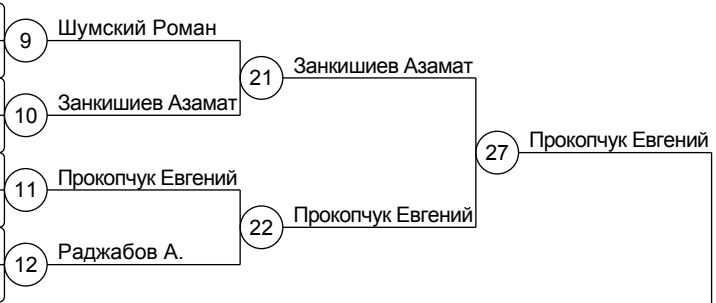 9 Шумский Роман
21 Занкишиев Азамат
10 Занкишиев Азамат
27 Прокопчук Евгений
11 Прокопчук Евгений
22 Прокопчук Евгений
12 Раджабов А.